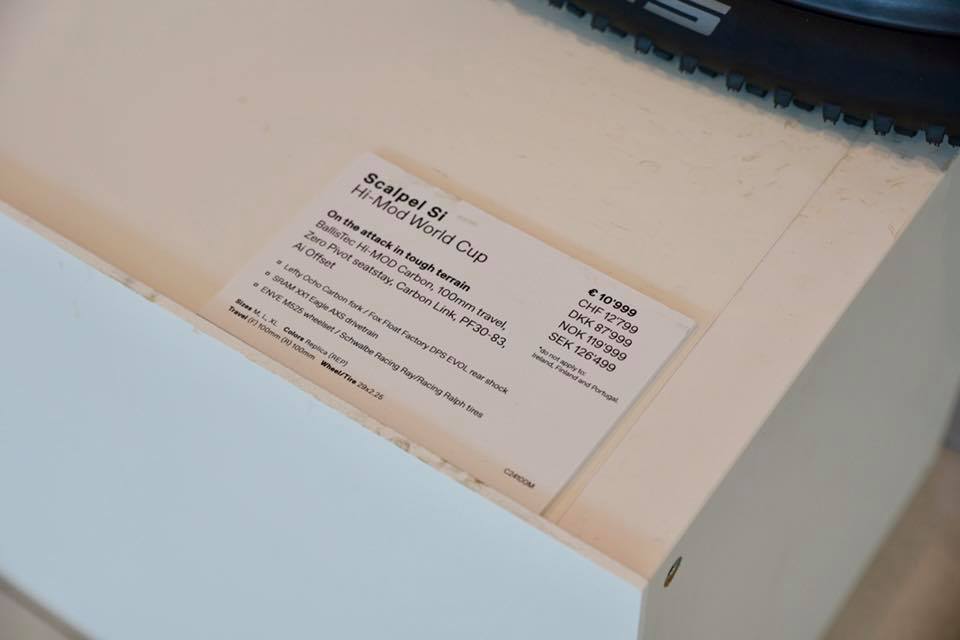 Scalpel Si
Hi-Mod World Cup
On the attack in tough terrain
BallisTec Hi-MOD Carbon, 100mm travel,
Zero Pivot seatstay, Carbon Link, PF30-83,
Ai Offset
Lefty Ocho Carbon fork / Fox Float Factory DPS EVOL rear shock
SRAM XX1 Eagle AXS drivetrain
ENVE M525 wheelset / Schwalbe Racing Ray/Racing Ralph tires
Sizes M, L, XL Colors Replica (REP)
Travel (F) 100mm (R) 100mm Wheel/Tire 29x2.25
€ 10'999
CHF 12'799
DKK 87'999
NOK 119'999
SEK 126'499
*do not apply to:
Ireland, Finland and Portugal.
C24100M